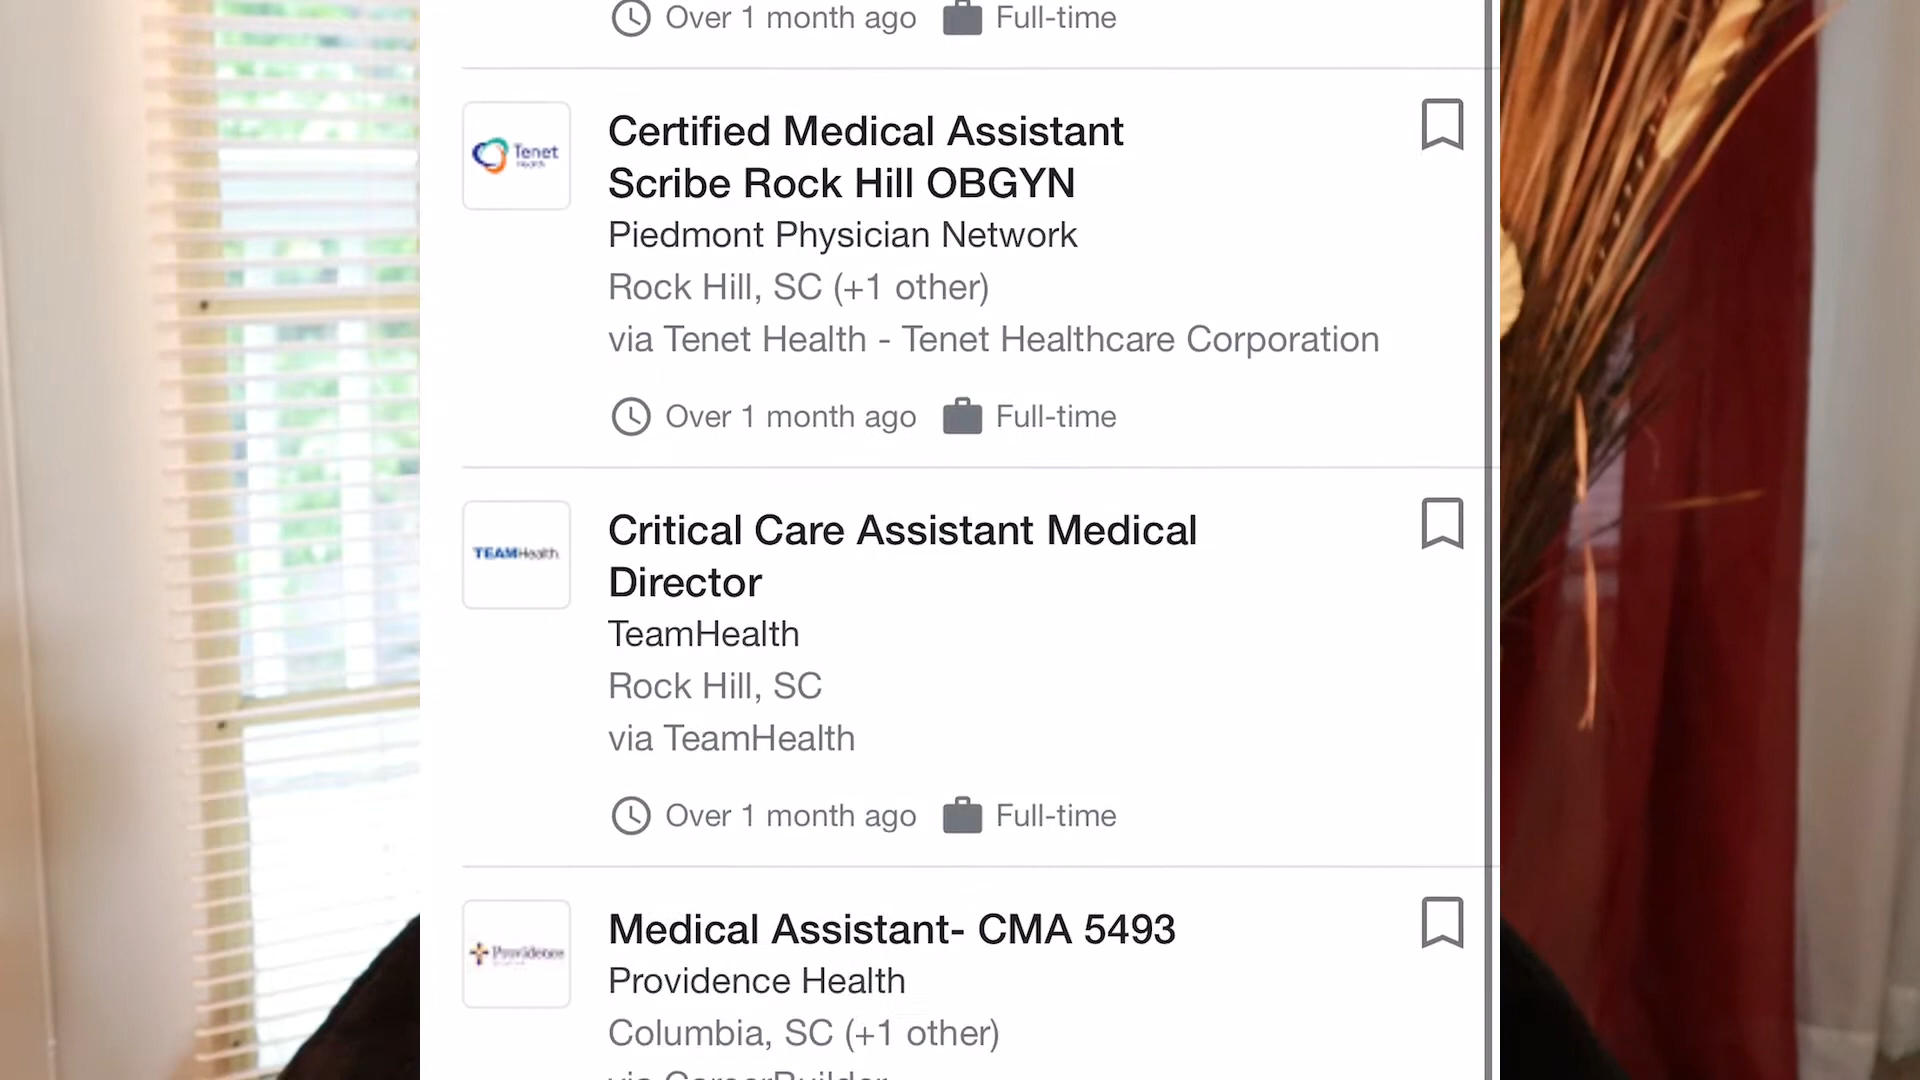 Over 1 month ago Full-time
Certified Medical Assistant
Scribe Rock Hill OBGYN
Tenet
Health
Piedmont Physician Network
Rock Hill, SC (+1 other)
via Tenet Health - Tenet Healthcare Corporation
Over 1 month ago Full-time
Critical Care Assistant Medical
Director
TEAMHealth
TeamHealth
Rock Hill, SC
via TeamHealth
Over 1 month ago Full-time
Medical Assistant- CMA 5493
Providence
Providence Health
Columbia, SC (+1 other)
via CareerBuilder